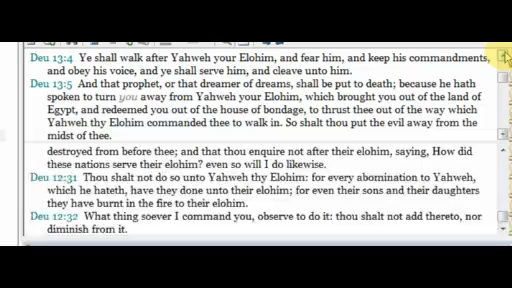 Deu 13:4 Ye shall walk after Yahweh your Elohim, and fear him, and keep his commandments,
and obey his voice, and ye shall serve him, and cleave unto him.
Deu 13:5 And that prophet, or that dreamer of dreams, shall be put to death; because he hath
spoken to turn you away from Yahweh your Elohim, which brought you out of the land of
Egypt, and redeemed you out of the house of bondage, to thrust thee out of the way which
Yahweh thy Elohim commanded thee to walk in. So shalt thou put the evil away from the
midst of thee.
destroyed from before thee; and that thou enquire not after their elohim, saying, How did
these nations serve their elohim? even so will I do likewise.
Deu 12:31 Thou shalt not do so unto Yahweh thy Elohim: for every abomination to Yahweh,
which he hateth, have they done unto their elohim; for even their sons and their daughters
they have burnt in the fire to their elohim.
Deu 12:32 What thing soever I command you, observe to do it: thou shalt not add thereto, nor
diminish from it.